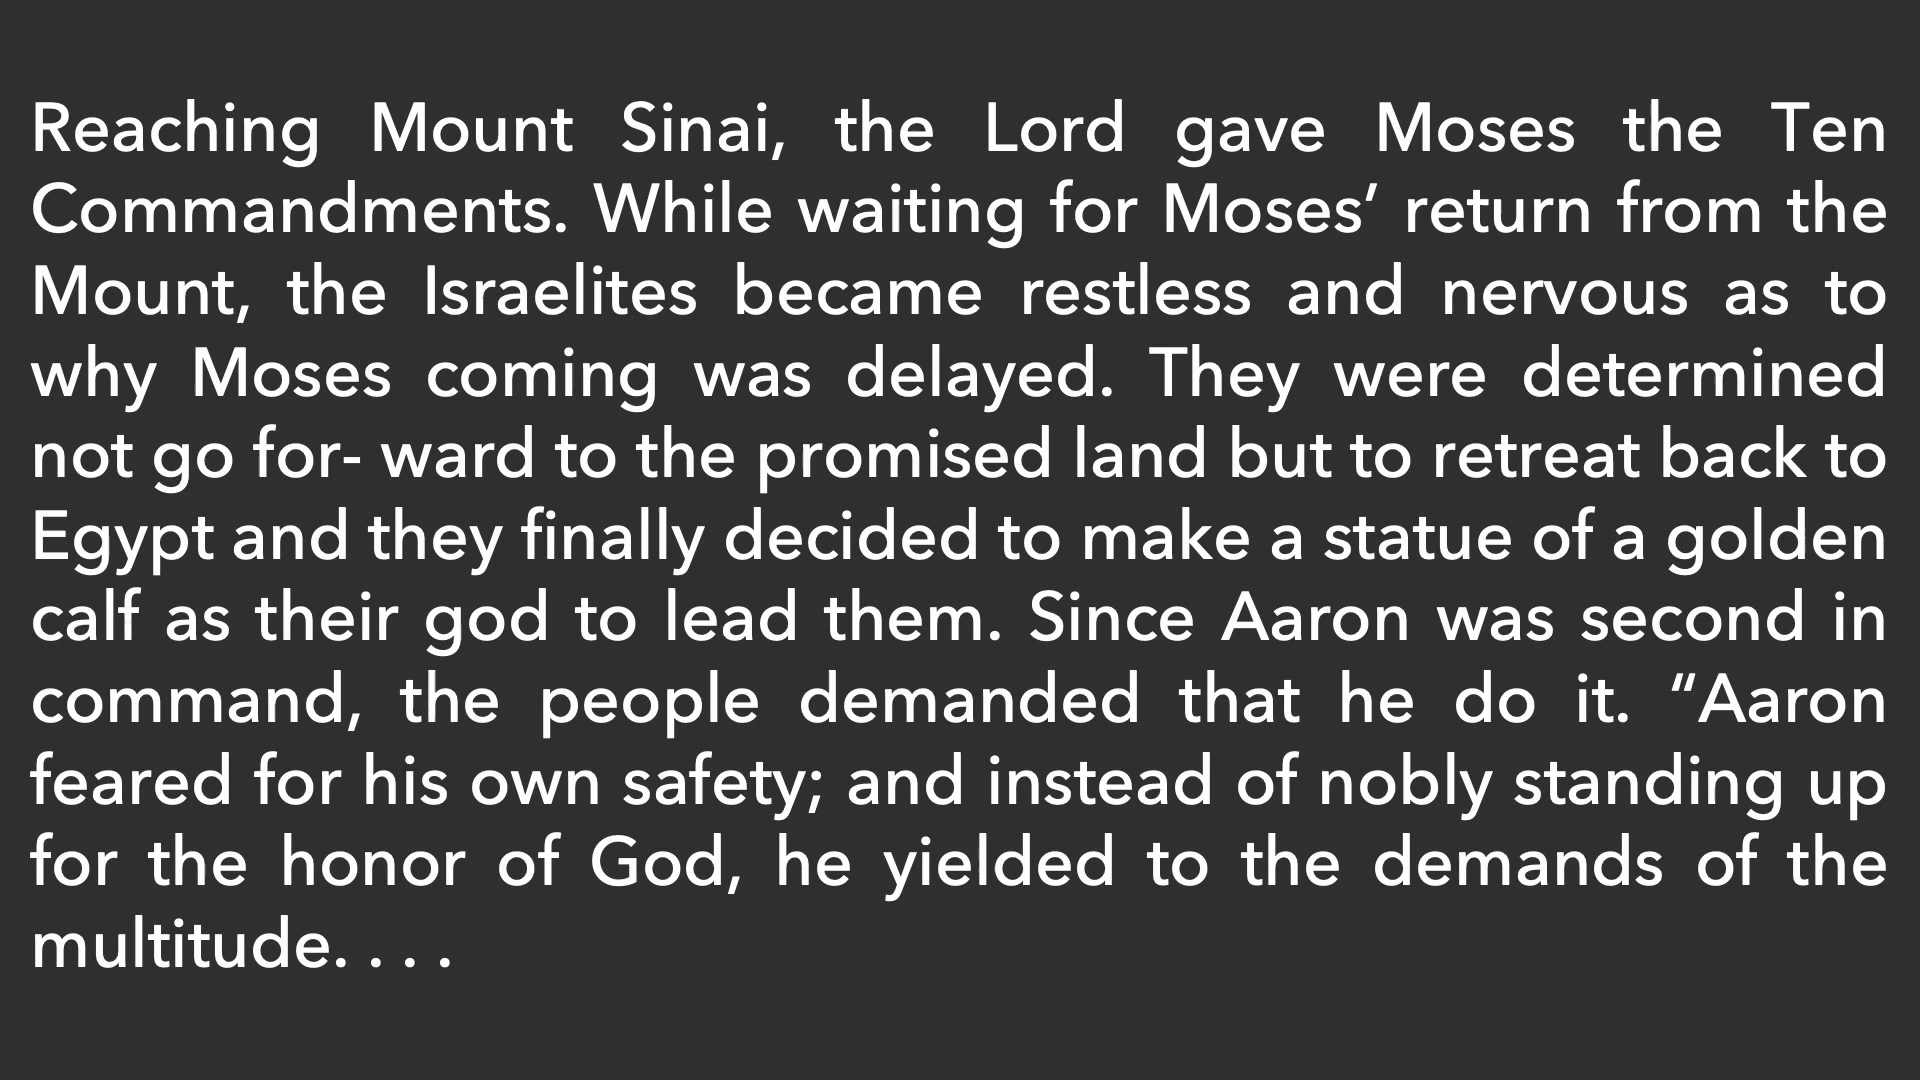 Reaching Mount Sinai, the Lord gave Moses the Ten
Commandments. While waiting for Moses’ return from the
Mount, the Israelites became restless and nervous as to
why Moses coming was delayed. They were determined
not go for- ward to the promised land but to retreat back to
Egypt and they finally decided to make a statue of a golden
calf as their god to lead them. Since Aaron was second in
command, the people demanded that he do it. “Aaron
feared for his own safety; and instead of nobly standing up
for the honor of God, he yielded to the demands of the
multitude. . . .